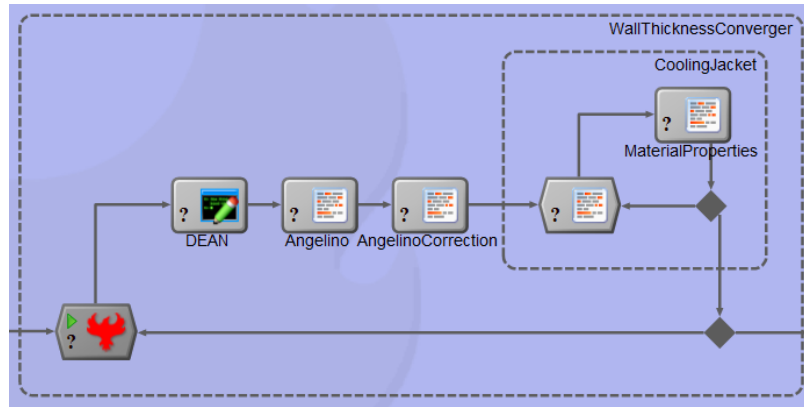 WallThicknessConverger
CoolingJacket
?
MaterialProperties
?
?
?
?
DEAN
Angelino
AngelinoCorrection
?